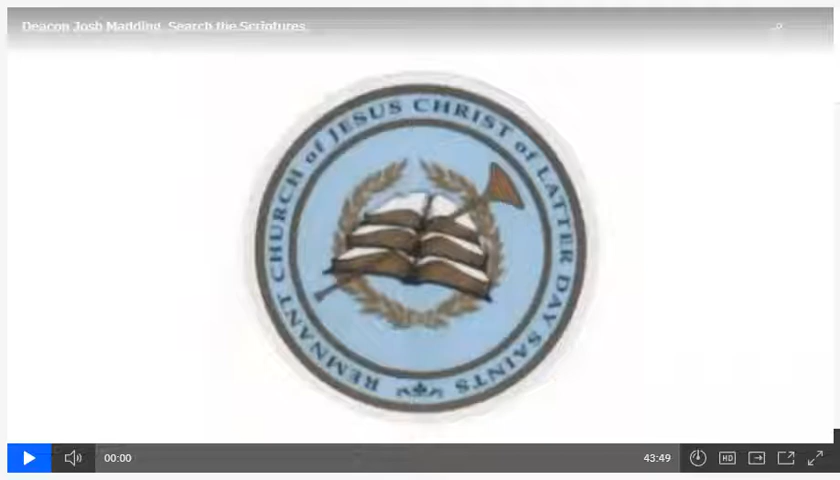 Deacon Josh Madding, Search the Scriptures
REMNANT CHURCH of JESUS CHRIST of LATTER DAY SAINTS
00:00
43:49
HD